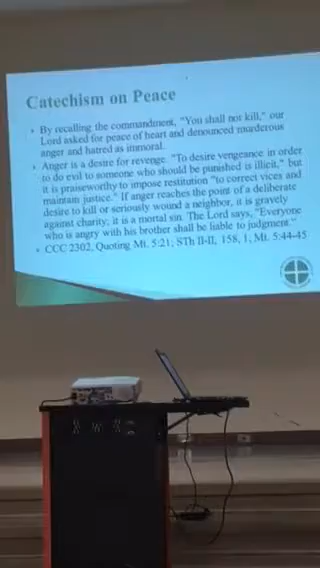 Catechism on Peace
• By recalling the commandment, "You shall not kill," our
Lord asked for peace of heart and denounced murderous
anger and hatred as immoral.
• Anger is a desire for revenge. "To desire vengeance in order
to do evil to someone who should be punished is illicit," but
it is praiseworthy to impose restitution "to correct vices and
maintain justice." If anger reaches the point of a deliberate
desire to kill or seriously wound a neighbor, it is gravely
against charity; it is a mortal sin. The Lord says, "Everyone
who is angry with his brother shall be liable to judgment."
• CCC 2302, Quoting Mt. 5:21; STh II-II, 158, 1; Mt. 5:44-45